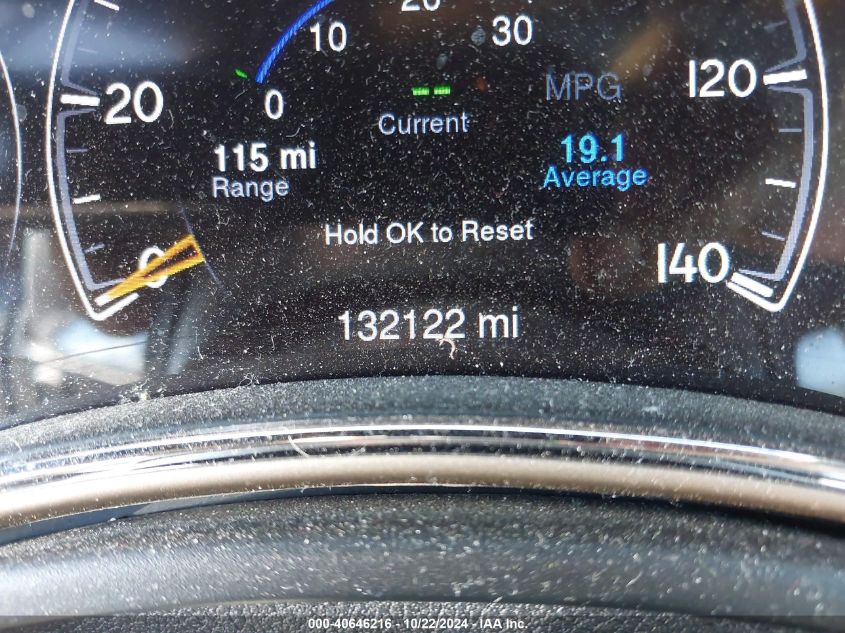 20
10
30
120
20
0
MPG
Current
115 mi
19.1
Range
Average
Hold OK to Reset
0
140
132122 mi
000-40646216 - 10/22/2024 - IAA Inc.